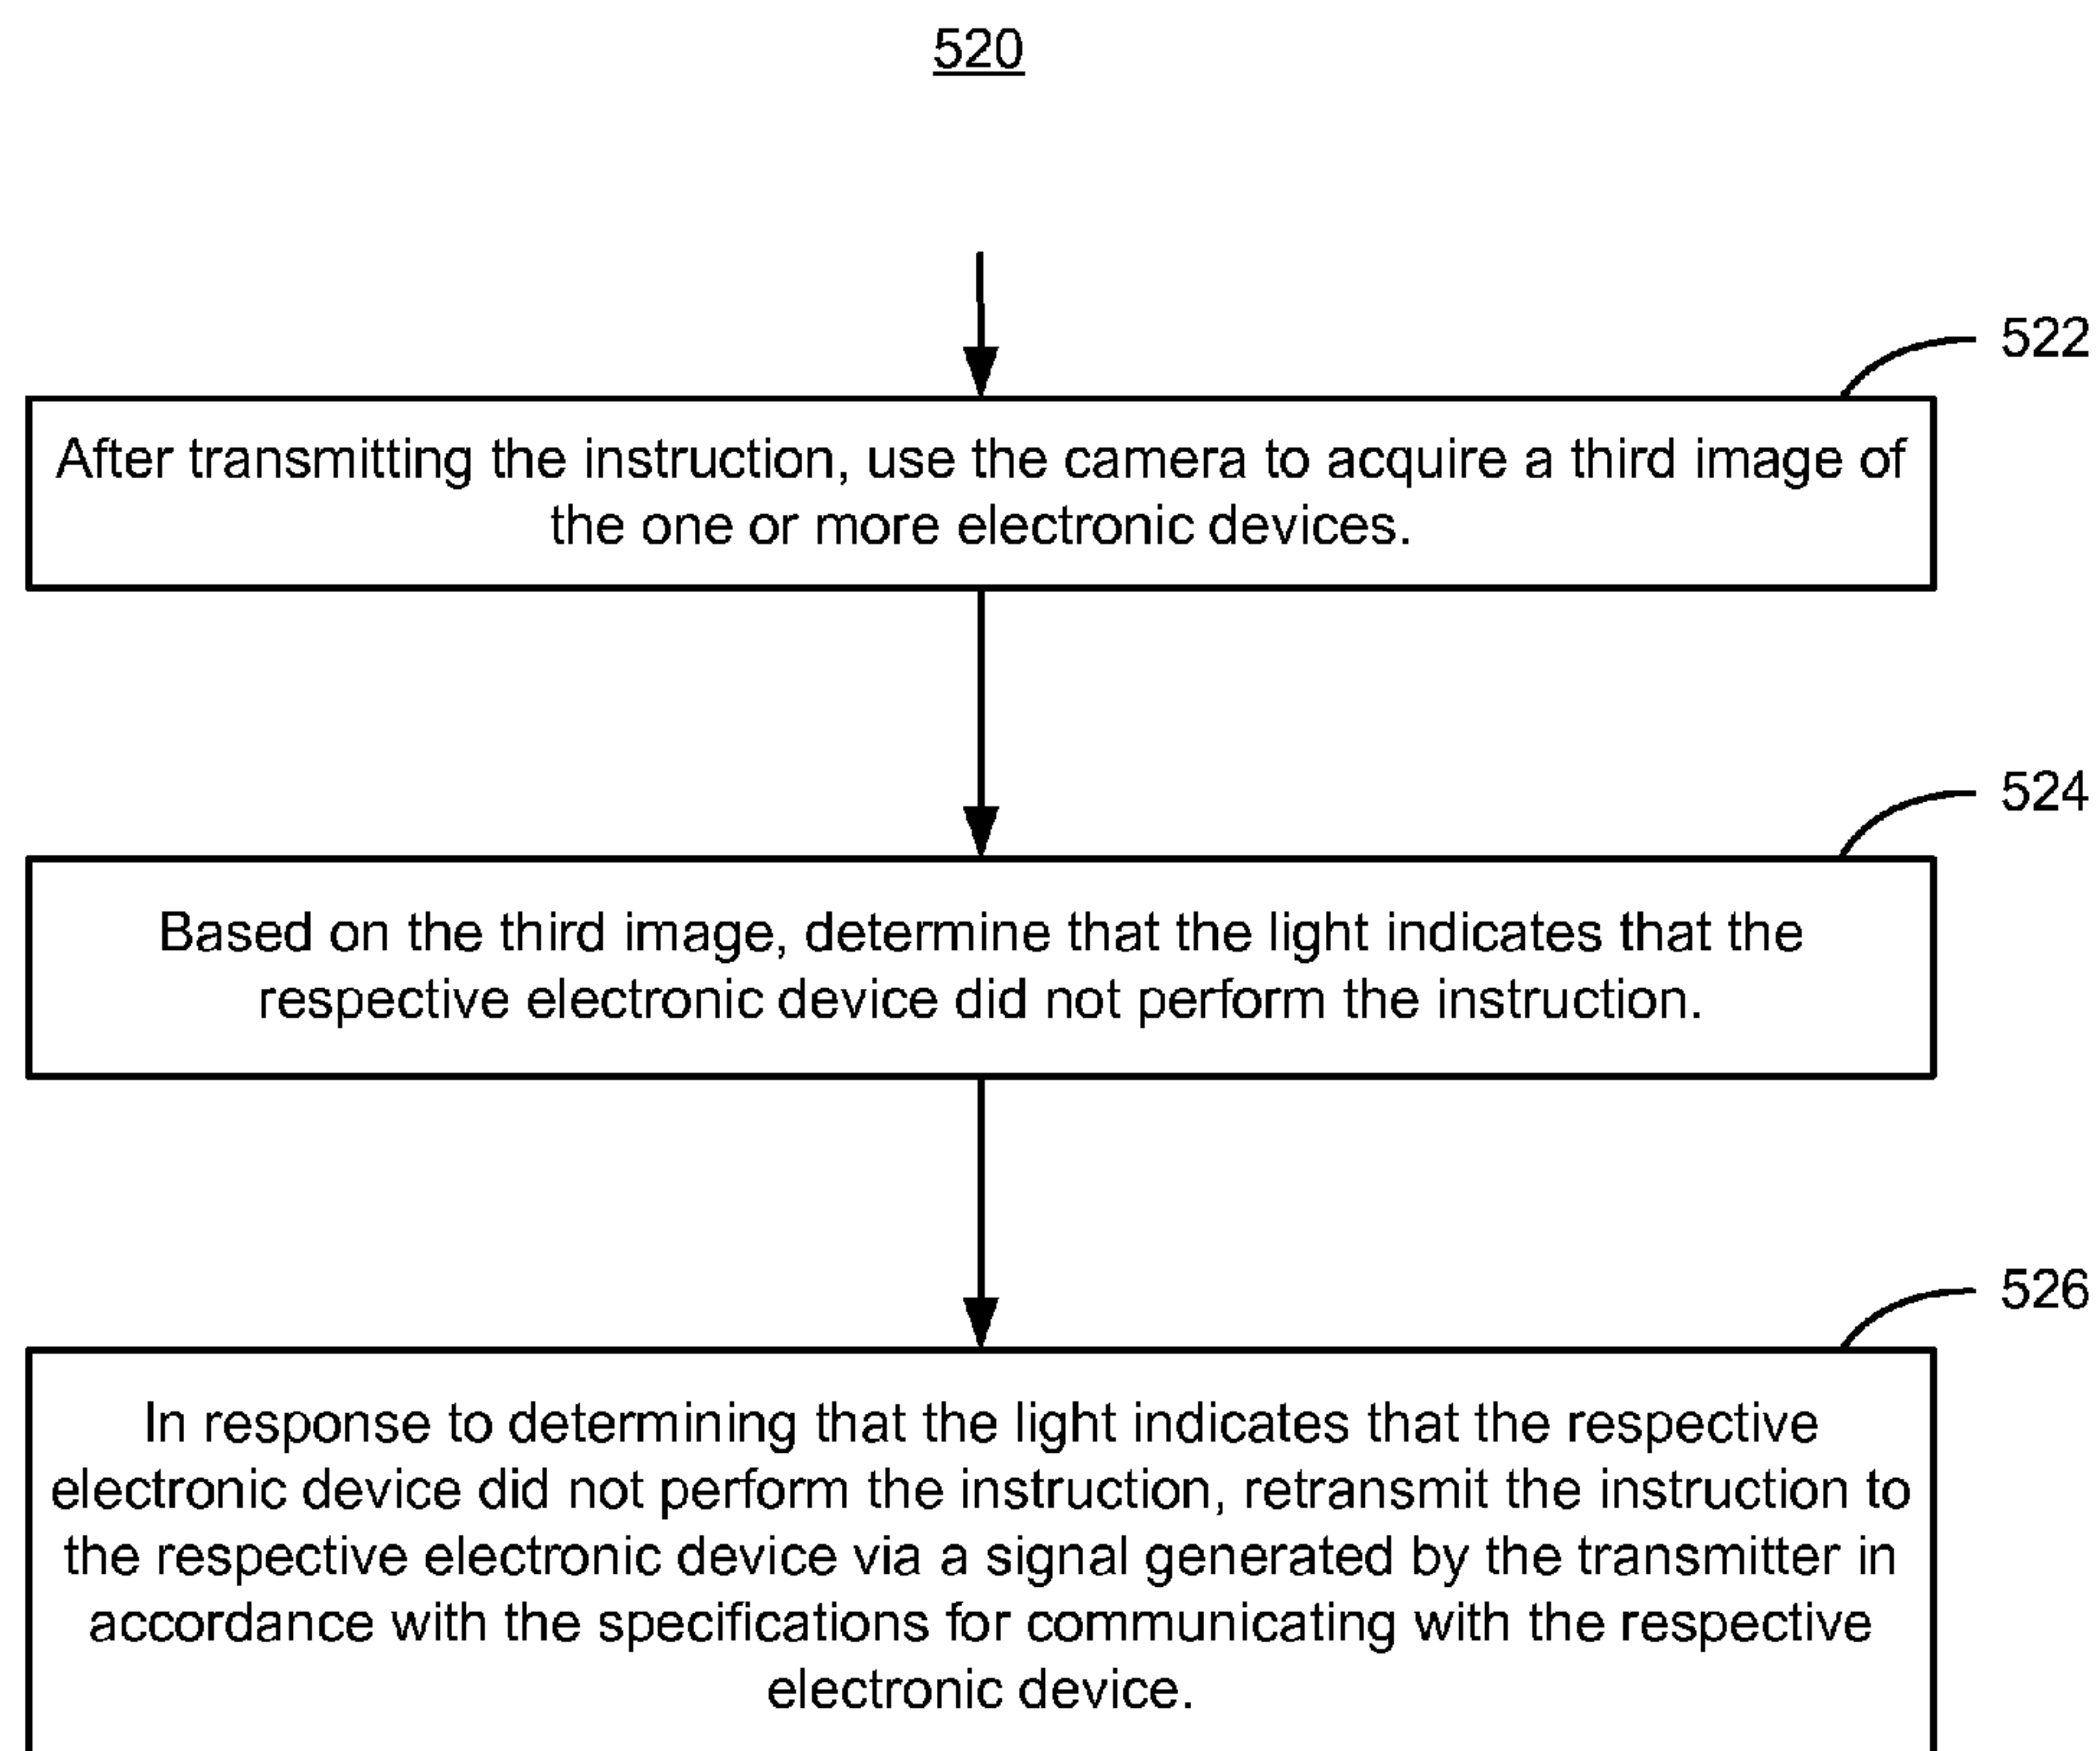 520
522
After transmitting the instruction, use the camera to acquire a third image of
the one or more electronic devices.
524
Based on the third image, determine that the light indicates that the
respective electronic device did not perform the instruction.
526
In response to determining that the light indicates that the respective
electronic device did not perform the instruction, retransmit the instruction to
the respective electronic device via a signal generated by the transmitter in
accordance with the specifications for communicating with the respective
electronic device.